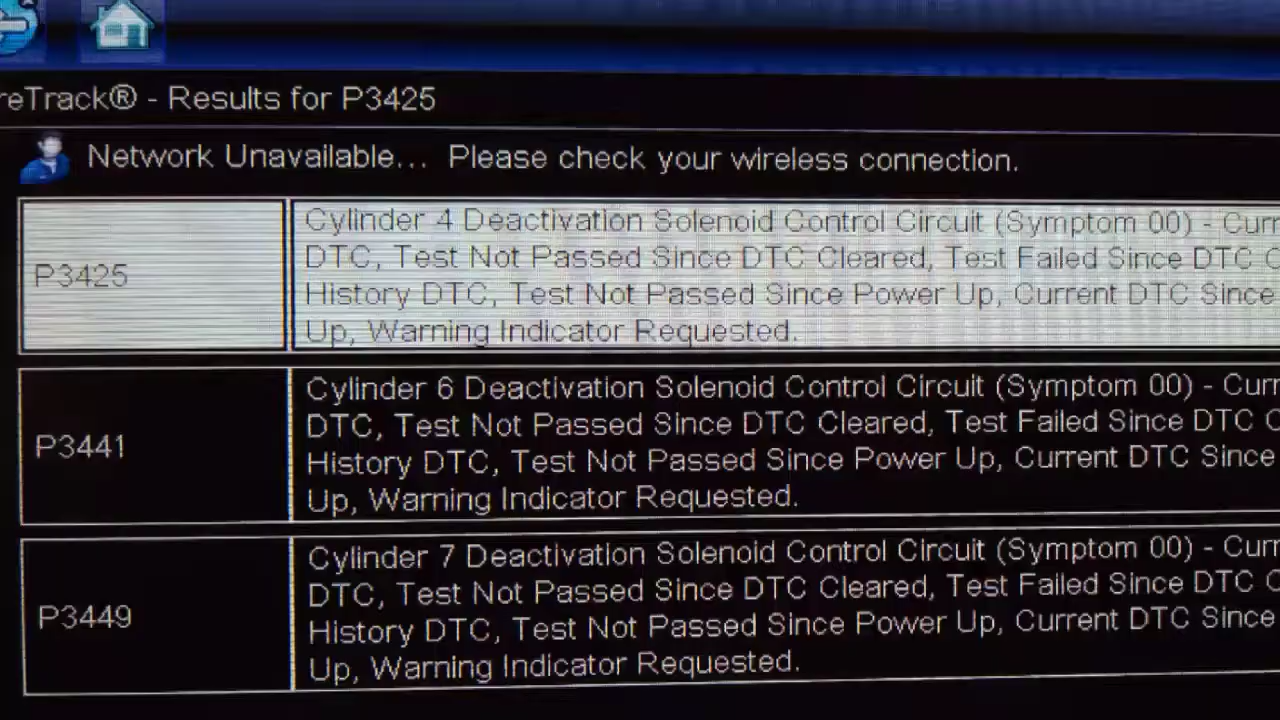 reTrack® - Results for P3425
Network Unavailable... Please check your wireless connection.
P3425
Cylinder 4 Deactivation Solenoid Control Circuit (Symptom 00) - Curr
DTC, Test Not Passed Since DTC Cleared, Test Failed Since DTC C
History DTC, Test Not Passed Since Power Up, Current DTC Since
Up, Warning Indicator Requested.
P3441
Cylinder 6 Deactivation Solenoid Control Circuit (Symptom 00) - Curr
DTC, Test Not Passed Since DTC Cleared, Test Failed Since DTC C
History DTC, Test Not Passed Since Power Up, Current DTC Since
Up, Warning Indicator Requested.
P3449
Cylinder 7 Deactivation Solenoid Control Circuit (Symptom 00) - Curr
DTC, Test Not Passed Since DTC Cleared, Test Failed Since DTC C
History DTC, Test Not Passed Since Power Up, Current DTC Since
Up, Warning Indicator Requested.